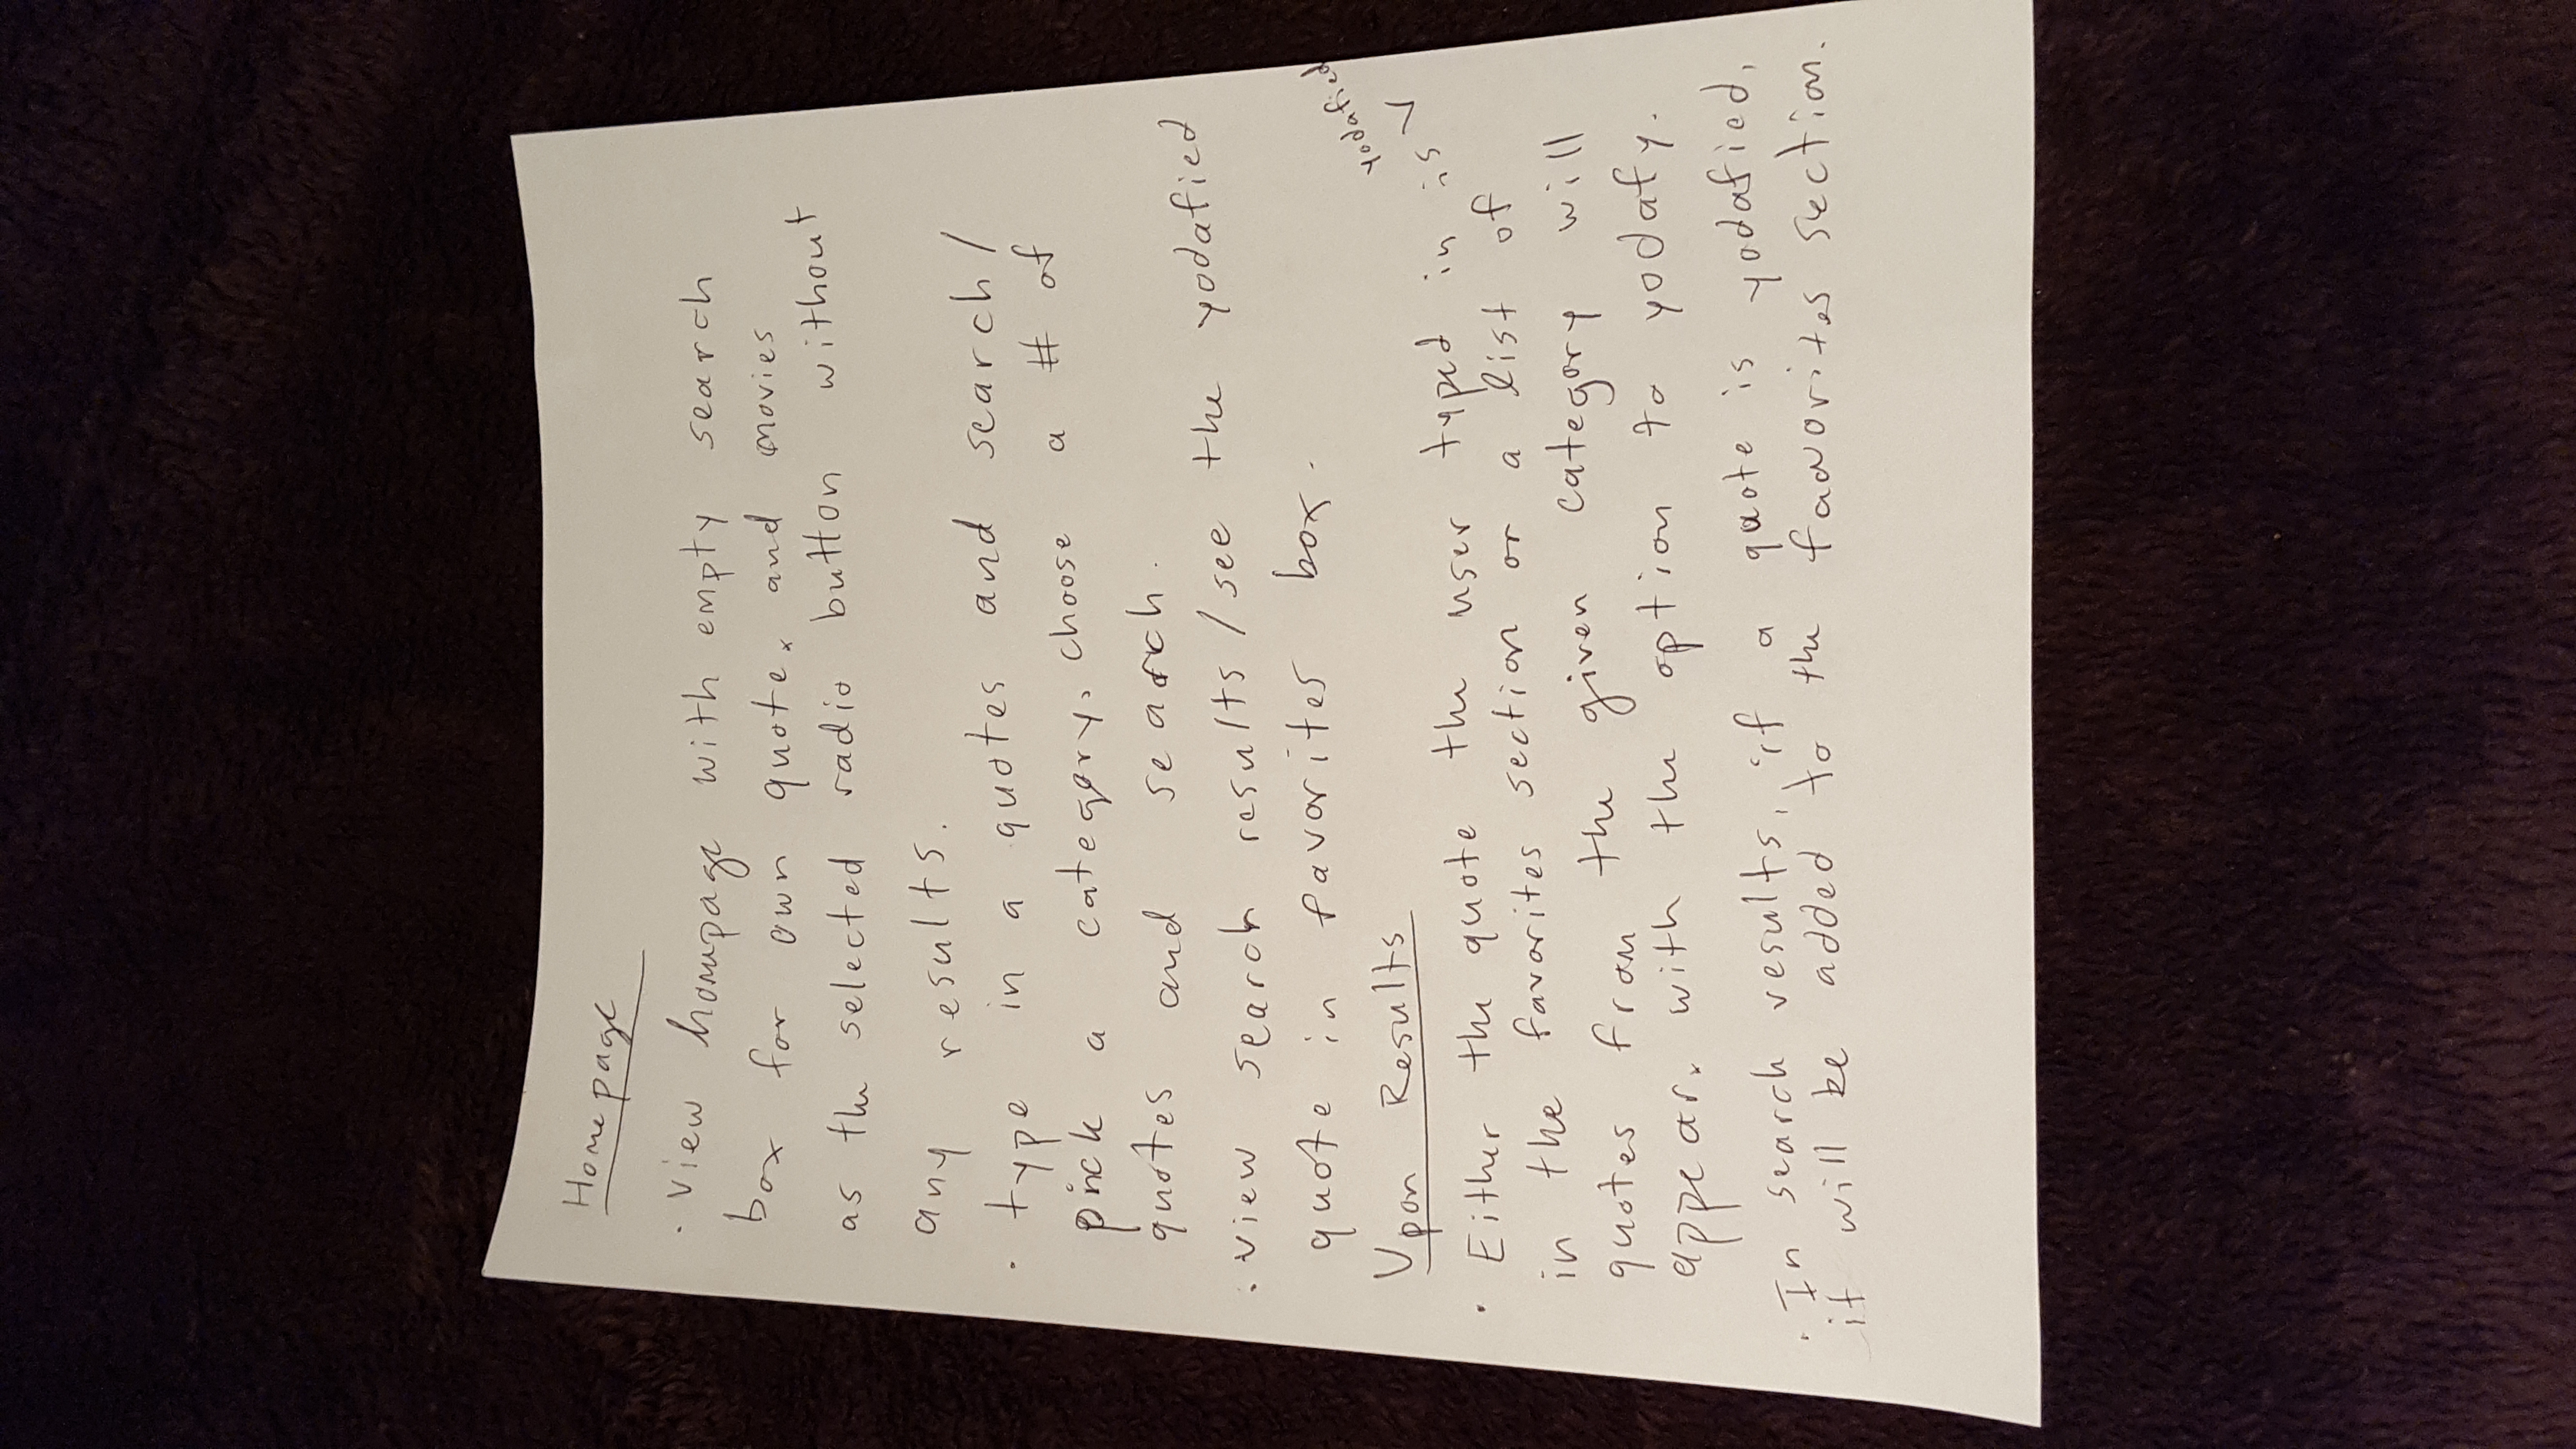 Homepage
· View homepage with empty search
box for own quote. and movies
as the selected radio button without
any results.
· type in a quotes and search/
pick a category, choose a # of
quotes and search.
· view search results / see the yodafied
quote in favorites box.
Upon Results
yodafied
· Either the quote the user typed in is ∨
in the favorites section or a list of
quotes from the given category will
appear. with the option to yodafy.
· In search results, if a quote is yodafied,
it will be added to the favorites section.